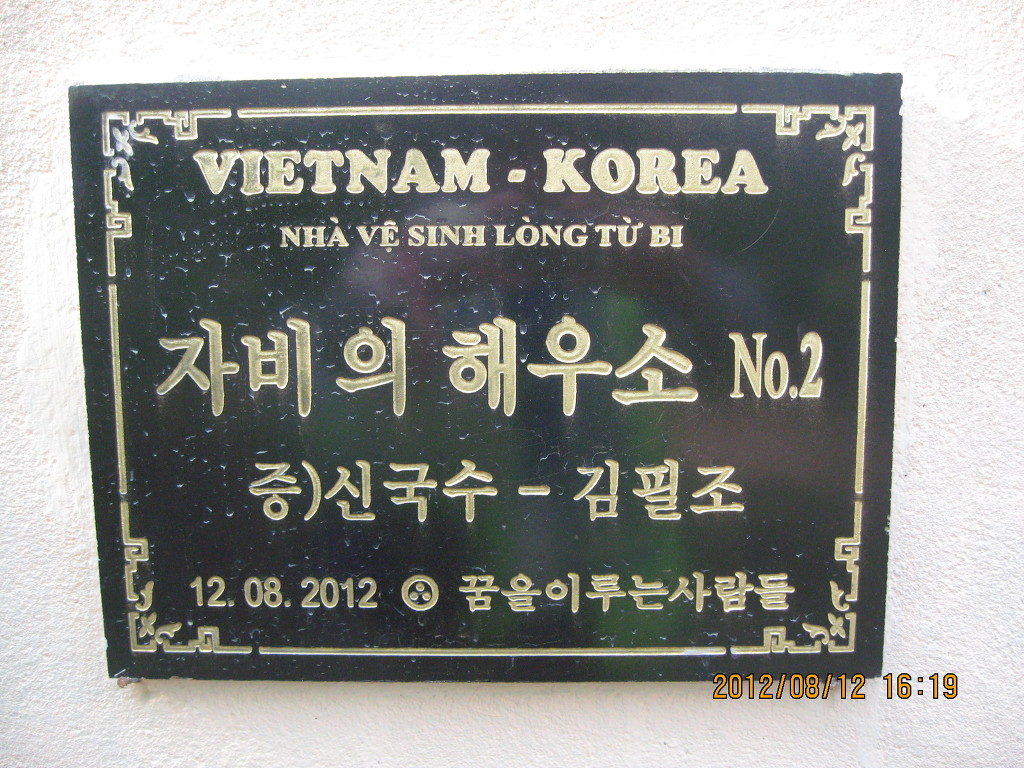 VIETNAM - KOREA
NHÀ VỆ SINH LÒNG TỪ BI
자비의 해우소 No.2
증)신국수 - 김필조
12. 08. 2012 꿈을이루는사람들
2012/08/12 16:19